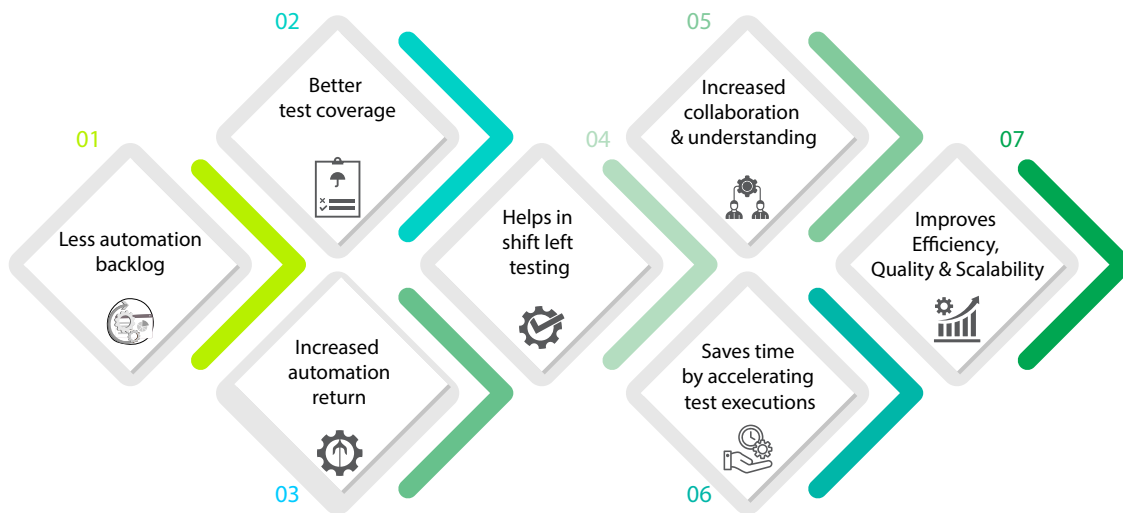 01
Less automation
backlog
02
Better
test coverage
03
Increased
automation
return
04
Helps in
shift left
testing
05
Increased
collaboration
& understanding
06
Saves time
by accelerating
test executions
07
Improves
Efficiency,
Quality & Scalability